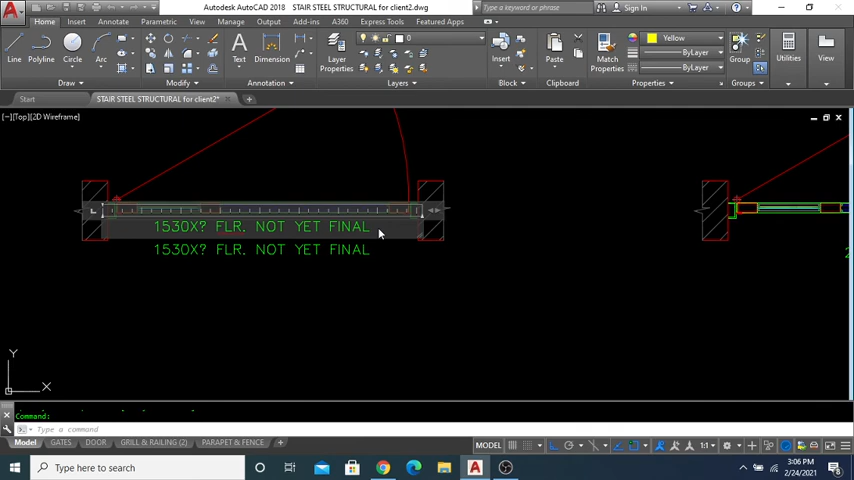 Autodesk AutoCAD 2018 STAIR STEEL STRUCTURAL for client2.dwg
Type a keyword or phrase
Sign In
Home Insert Annotate Parametric View Manage Output Add-ins A360 Express Tools Featured Apps
Line Polyline Circle Arc Text Dimension Layer Properties 0 Insert Paste Match Properties Yellow ByLayer ByLayer Group Utilities View
Draw Modify Annotation Layers Block Clipboard Properties Groups
Start STAIR STEEL STRUCTURAL for client2*
[−][Top][2D Wireframe]
1530X? FLR. NOT YET FINAL
1530X? FLR. NOT YET FINAL
2
Y
X
Command:
Type a command
Model GATES DOOR GRILL & RAILING (2) PARAPET & FENCE
MODEL 1:1
Type here to search
3:06 PM
2/24/2021